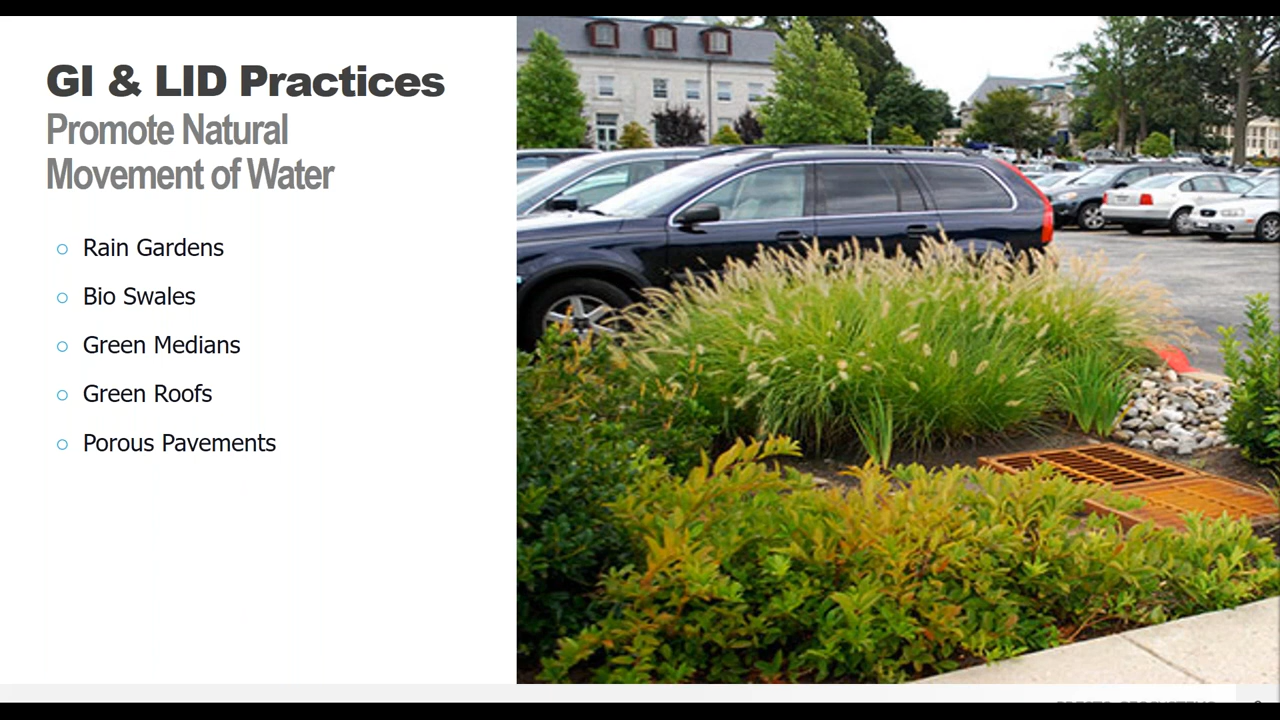 GI & LID Practices
Promote Natural
Movement of Water
Rain Gardens
Bio Swales
Green Medians
Green Roofs
Porous Pavements